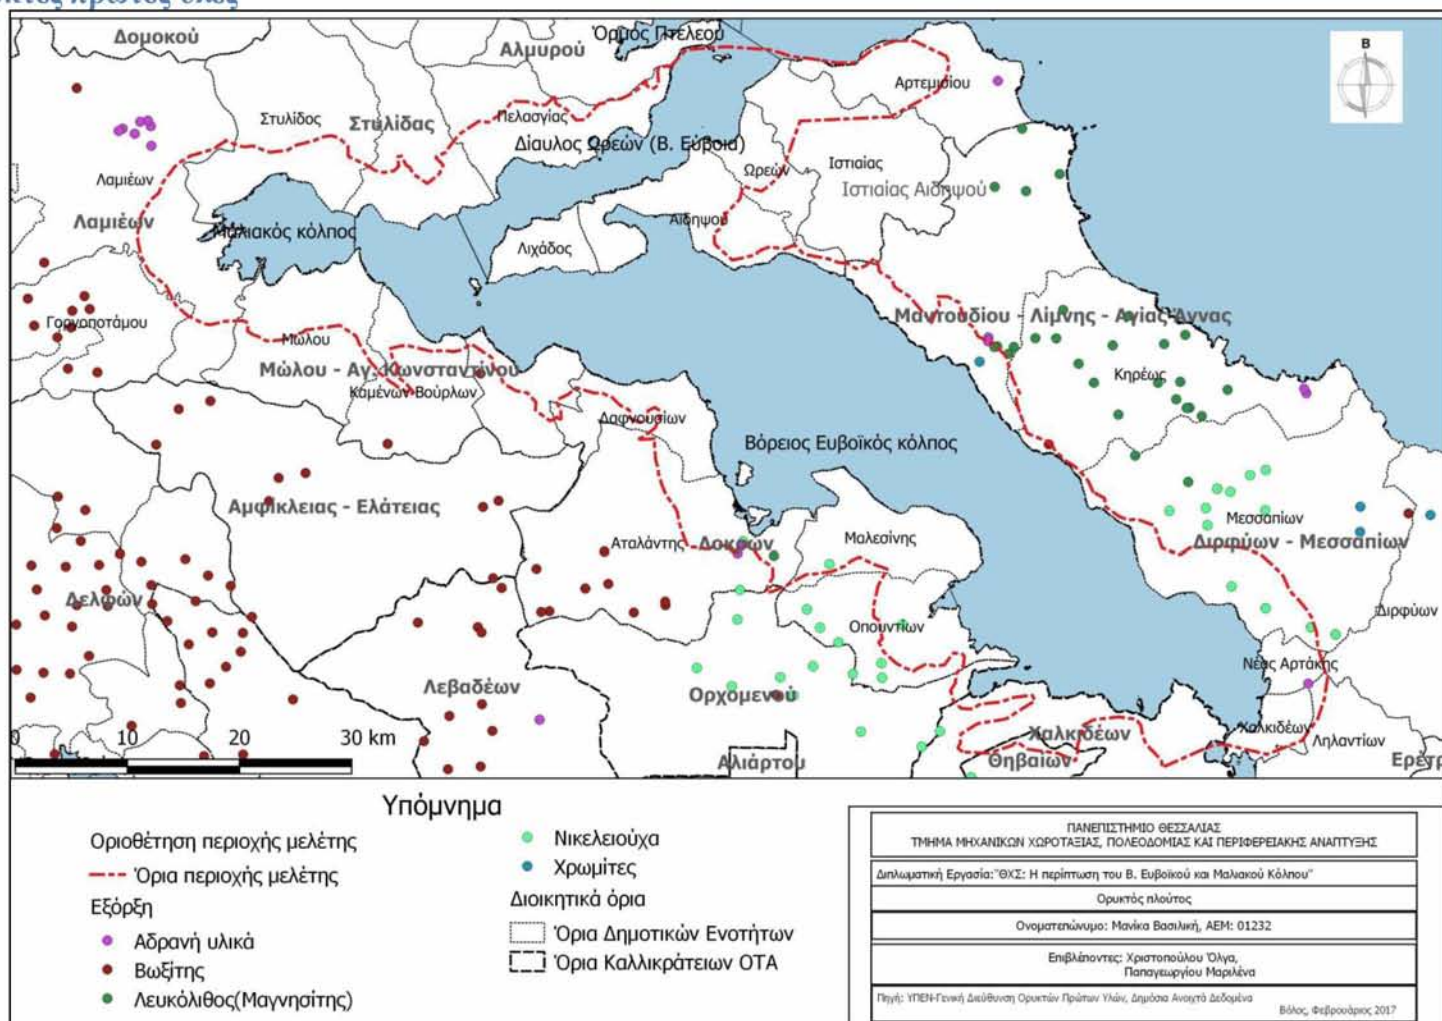 Δομοκού
Αλμυρού
Όρμος Πτελεού
Β
Αρτεμισίου
Στυλίδος
Στυλίδας
Πελασγίας
Δίαυλος Ωρεών (Β. Εύβοια)
Ωρεών
Ιστιαίας
Ιστιαίας Αιδηψού
Λαμιέων
Λαμιέων
Μαλιακός κόλπος
Λιχάδος
Αιδηψού
Γοργοποτάμου
Μώλου
Μώλου - Αγ. Κωνσταντίνου
Καμένων Βούρλων
Μαντουδίου - Λίμνης - Αγίας Άννας
Κηρέως
Δαφνουσίων
Βόρειος Ευβοϊκός κόλπος
Αμφίκλειας - Ελάτειας
Αταλάντης
Λοκρών
Μαλεσίνης
Μεσσαπίων
Διρφύων - Μεσσαπίων
Δελφών
Οπουντίων
Διρφύων
Λεβαδέων
Ορχομενού
Νέας Αρτάκης
Χαλκιδέων
Χαλκιδέων
Ληλαντίων
Αλιάρτου
Θηβαίων
0 10 20 30 km
Υπόμνημα
Οριοθέτηση περιοχής μελέτης
Όρια περιοχής μελέτης
Εξόρξη
Αδρανή υλικά
Βωξίτης
Λευκόλιθος(Μαγνησίτης)
Νικελειούχα
Χρωμίτες
Διοικητικά όρια
Όρια Δημοτικών Ενοτήτων
Όρια Καλλικράτειων ΟΤΑ
ΠΑΝΕΠΙΣΤΗΜΙΟ ΘΕΣΣΑΛΙΑΣ
ΤΜΗΜΑ ΜΗΧΑΝΙΚΩΝ ΧΩΡΟΤΑΞΙΑΣ, ΠΟΛΕΟΔΟΜΙΑΣ ΚΑΙ ΠΕΡΙΦΕΡΕΙΑΚΗΣ ΑΝΑΠΤΥΞΗΣ
Διπλωματική Εργασία:"ΘΧΣ: Η περίπτωση του Β. Ευβοϊκού και Μαλιακού Κόλπου"
Ορυκτός πλούτος
Ονοματεπώνυμο: Μανίκα Βασιλική, ΑΕΜ: 01232
Επιβλέποντες: Χριστοπούλου Όλγα,
Παπαγεωργίου Μαριλένα
Πηγή: ΥΠΕΝ-Γενική Διεύθυνση Ορυκτών Πρώτων Υλών, Δημόσια Ανοιχτά Δεδομένα
Βόλος, Φεβρουάριος 2017